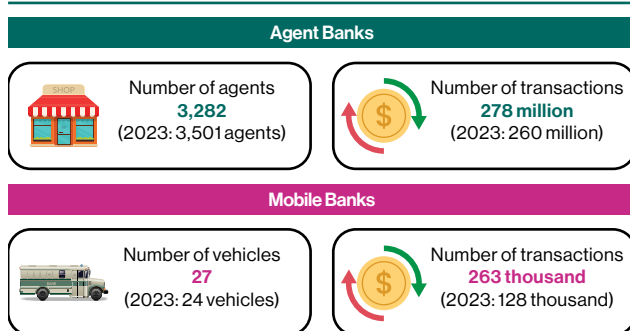 Agent Banks
SHOP
Number of agents
3,282
(2023: 3,501 agents)
Number of transactions
278 million
(2023: 260 million)
$
Mobile Banks
Number of vehicles
27
(2023: 24 vehicles)
Number of transactions
263 thousand
(2023: 128 thousand)
$